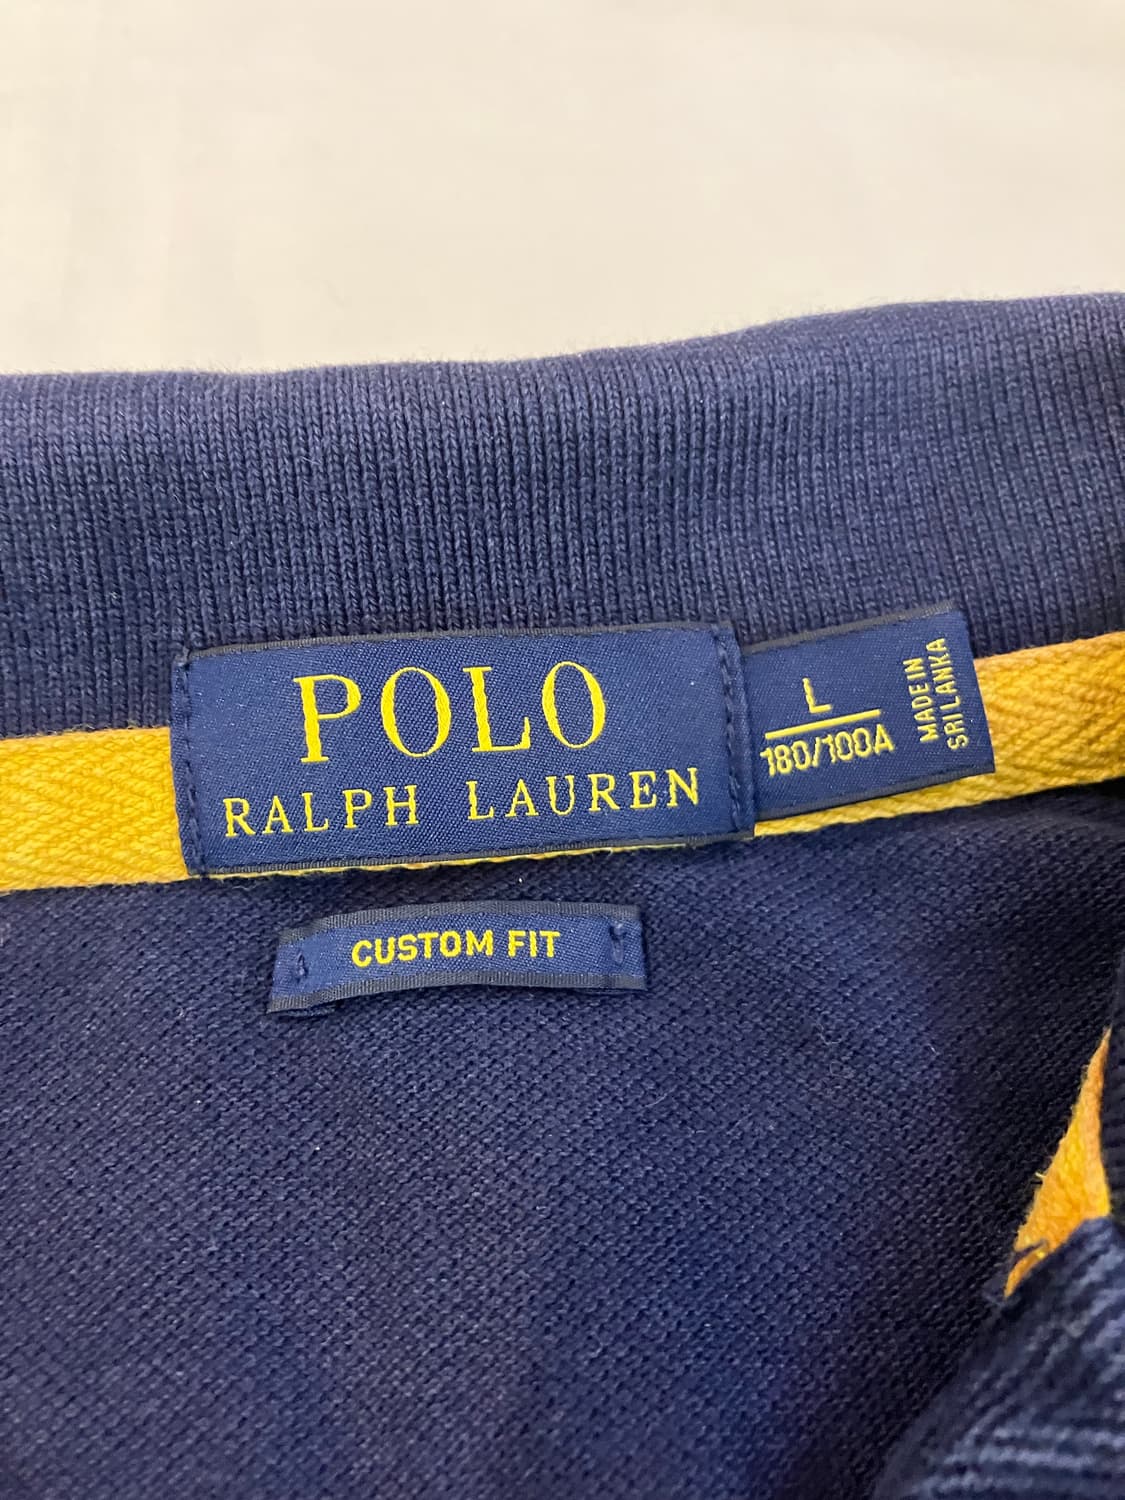 POLO
RALPH LAUREN
L
180/100A
MADE IN
SRI LANKA
CUSTOM FIT